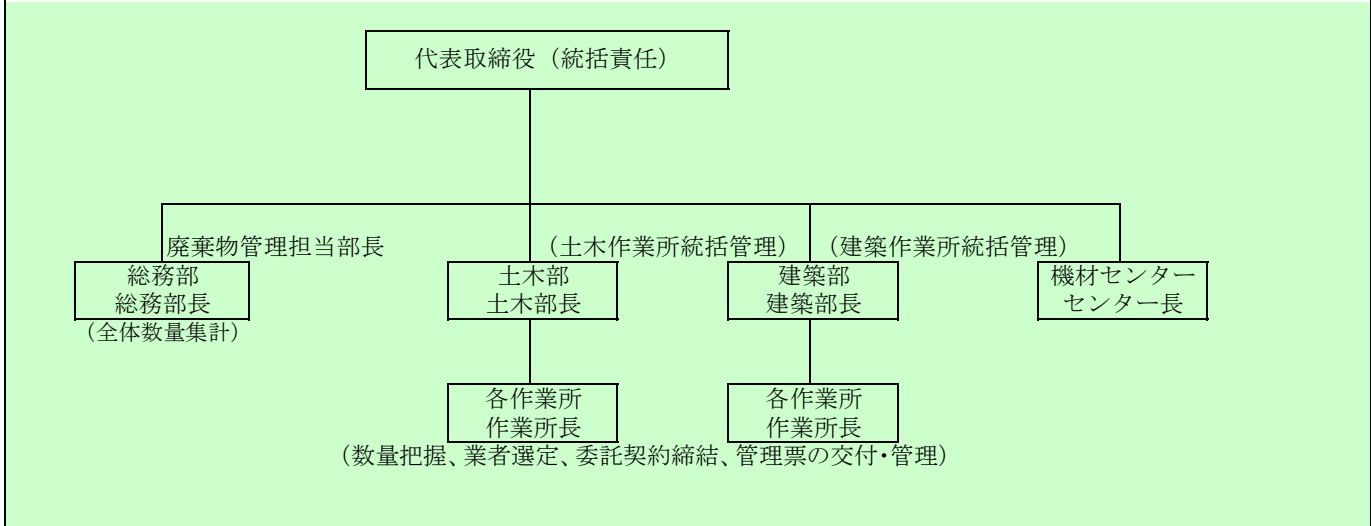 代表取締役（統括責任）
廃棄物管理担当部長
（土木作業所統括管理）
（建築作業所統括管理）
総務部
総務部長
（全体数量集計）
土木部
土木部長
建築部
建築部長
機材センター
センター長
各作業所
作業所長
各作業所
作業所長
（数量把握、業者選定、委託契約締結、管理票の交付・管理）